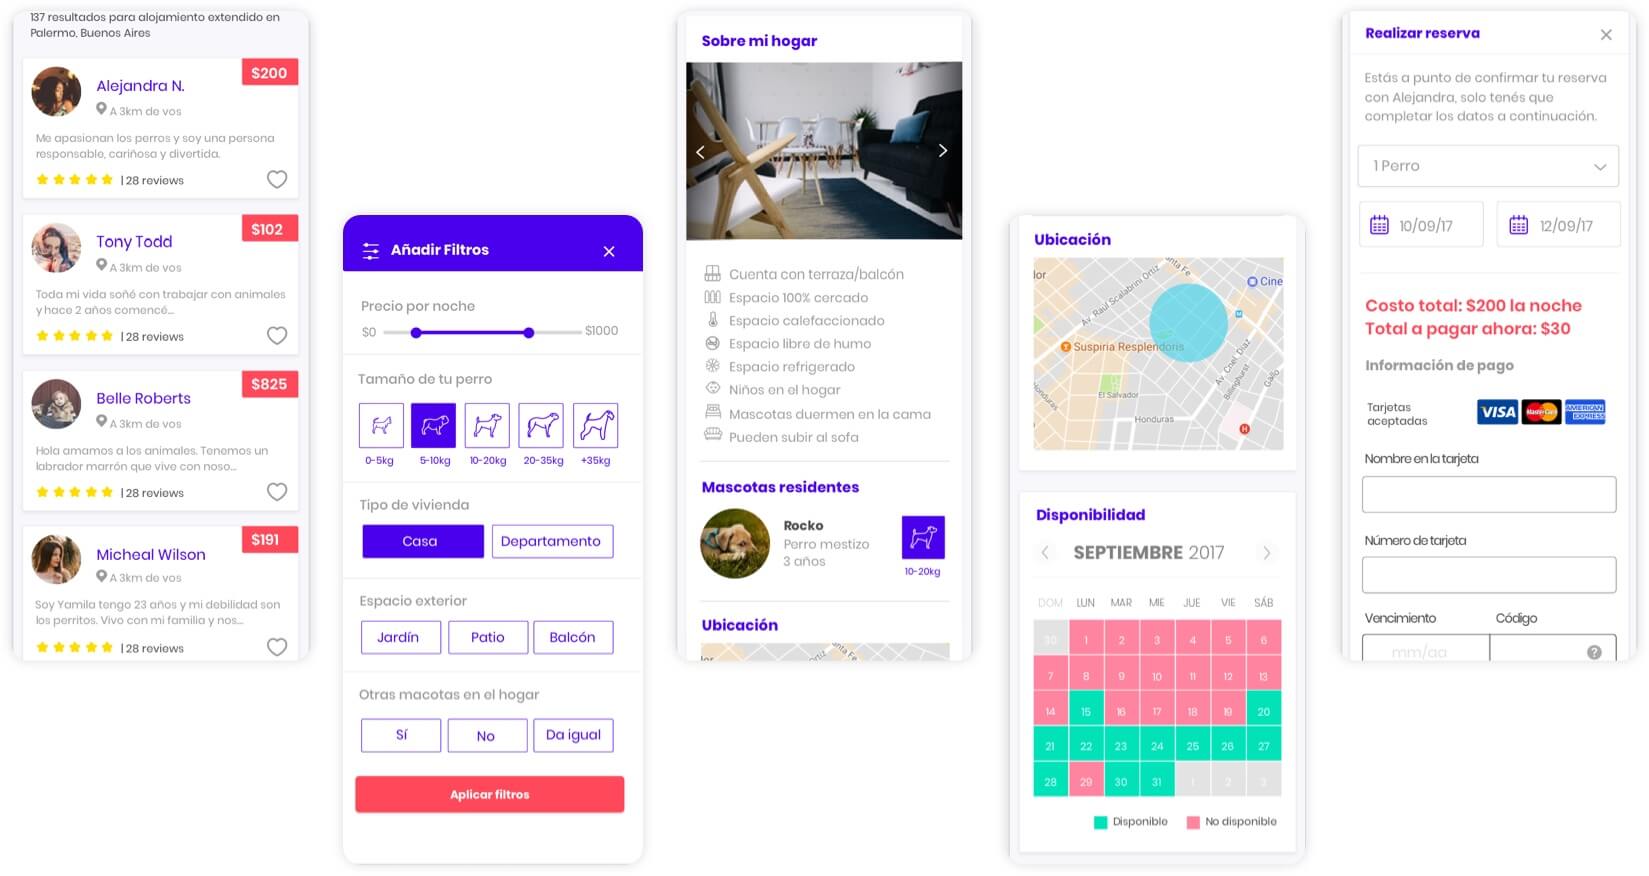 137 resultados para alojamiento extendido en
Palermo, Buenos Aires
$200
Alejandra N.
A 3km de vos
Me apasionan los perros y soy una persona
responsable, cariñosa y divertida.
| 28 reviews
$102
Tony Todd
A 3km de vos
Toda mi vida soñé con trabajar con animales
y hace 2 años comencé...
| 28 reviews
$825
Belle Roberts
A 3km de vos
Hola amamos a los animales. Tenemos un
labrador marrón que vive con noso...
| 28 reviews
$191
Micheal Wilson
A 3km de vos
Soy Yamila tengo 23 años y mi debilidad son
los perritos. Vivo con mi familia y nos...
| 28 reviews
Añadir Filtros
Precio por noche
$0 $1000
Tamaño de tu perro
0-5kg 5-10kg 10-20kg 20-35kg +35kg
Tipo de vivienda
Casa Departamento
Espacio exterior
Jardín Patio Balcón
Otras macotas en el hogar
Sí No Da igual
Aplicar filtros
Sobre mi hogar
Cuenta con terraza/balcón
Espacio 100% cercado
Espacio calefaccionado
Espacio libre de humo
Espacio refrigerado
Niños en el hogar
Mascotas duermen en la cama
Pueden subir al sofa
Mascotas residentes
Rocko
Perro mestizo
3 años
10-20kg
Ubicación
lor
Ortiz
Ubicación
lor
Av. Raúl Scalabrini Ortiz
Santa Fe
Cine
M
Suspiria Resplendoris
Av. Cnel. Díaz
Billinghurst
Gallo
El Salvador
Honduras
Honduras
H
Disponibilidad
SEPTIEMBRE 2017
DOM LUN MAR MIE JUE VIE SÁB
30 1 2 3 4 5 6
7 8 9 10 11 12 13
14 15 16 17 18 19 20
21 22 23 24 25 26 27
28 29 30 31 1 2 3
Disponible No disponible
Realizar reserva
Estás a punto de confirmar tu reserva
con Alejandra, solo tenés que
completar los datos a continuación.
1 Perro
10/09/17 12/09/17
Costo total: $200 la noche
Total a pagar ahora: $30
Información de pago
Tarjetas
aceptadas
VISA MasterCard AMERICAN EXPRESS
Nombre en la tarjeta
Número de tarjeta
Vencimiento Código
mm/aa ?